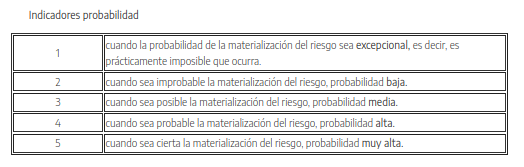 Indicadores probabilidad
1
cuando la probabilidad de la materialización del riesgo sea excepcional, es decir, es
prácticamente imposible que ocurra.
2
cuando sea improbable la materialización del riesgo, probabilidad baja.
3
cuando sea posible la materialización del riesgo, probabilidad media.
4
cuando sea probable la materialización del riesgo, probabilidad alta.
5
cuando sea cierta la materialización del riesgo, probabilidad muy alta.